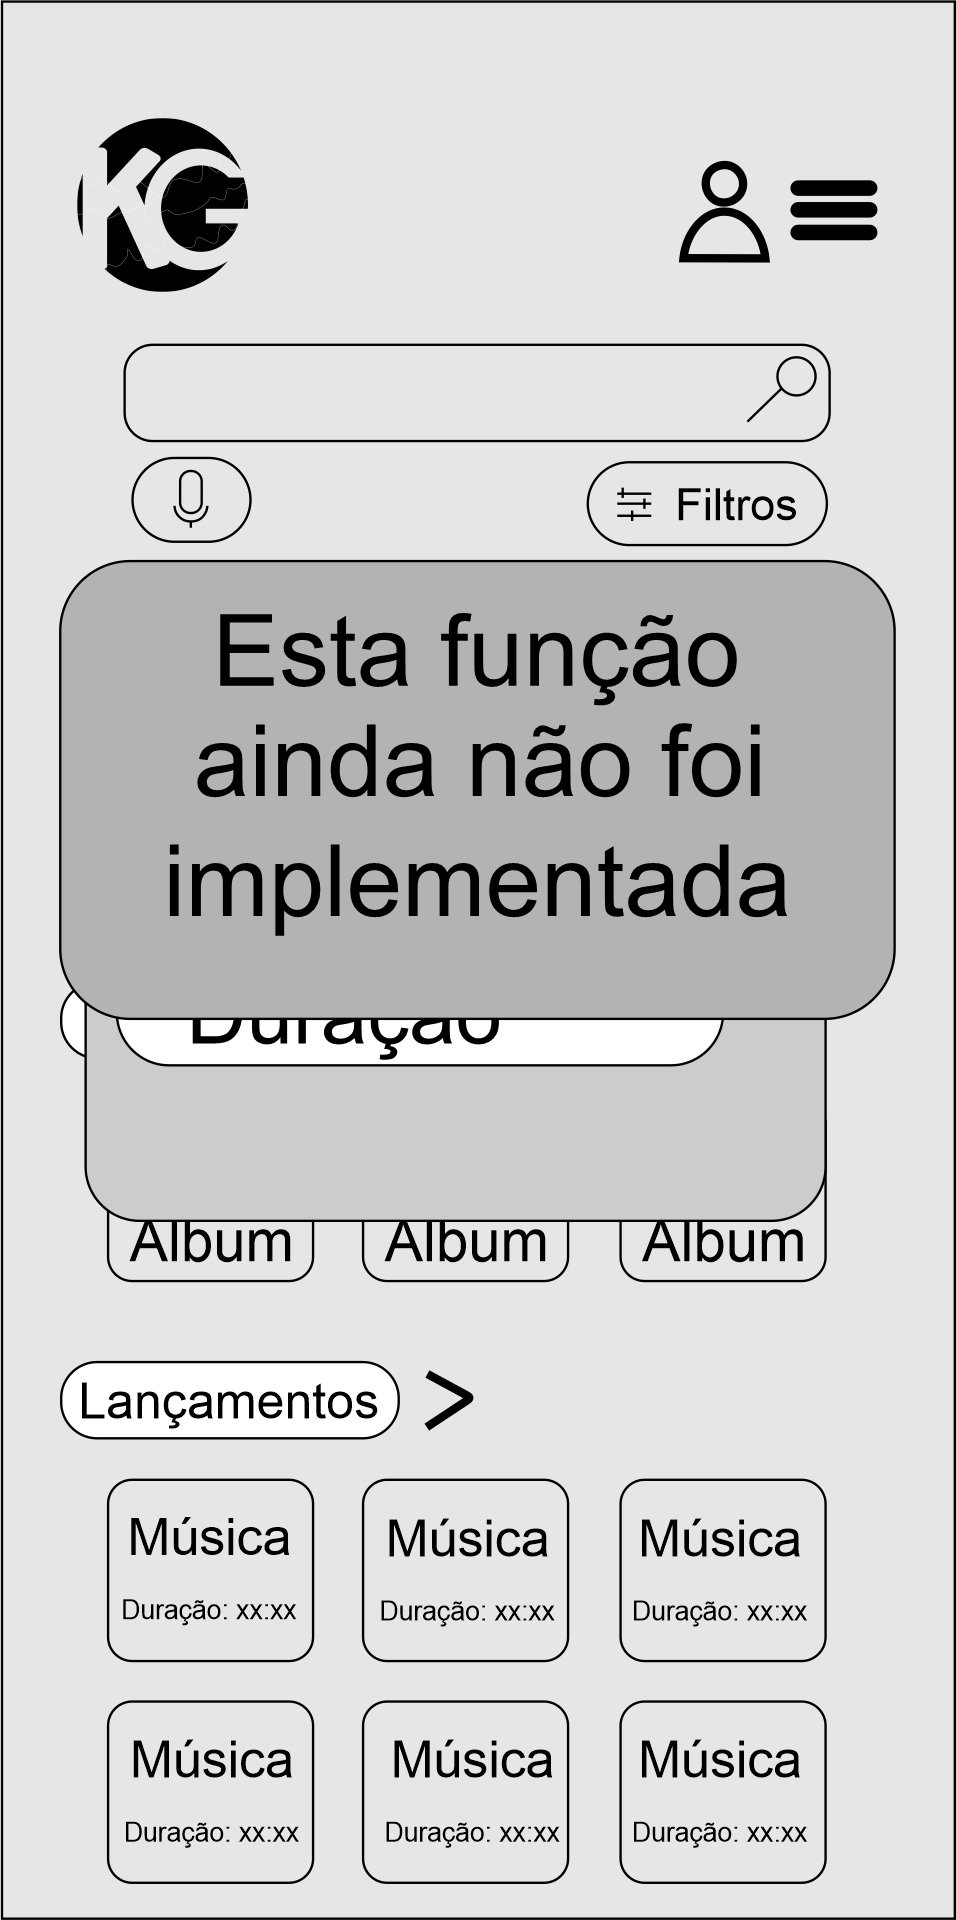 KG
Filtros
Esta função
ainda não foi
implementada
Duração
Album Album Album
Lançamentos >
Música Música Música
Duração: xx:xx Duração: xx:xx Duração: xx:xx
Música Música Música
Duração: xx:xx Duração: xx:xx Duração: xx:xx